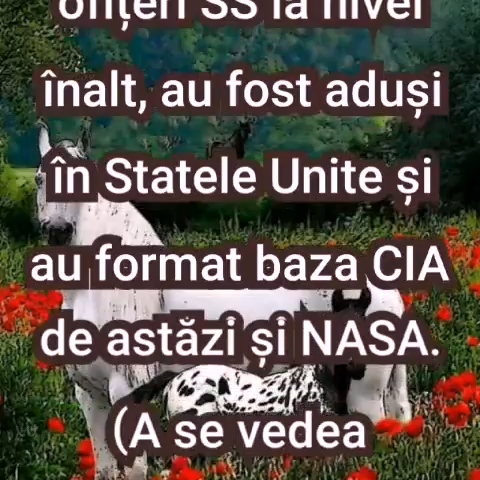 ofițeri SS la nivel
înalt, au fost aduși
în Statele Unite și
au format baza CIA
de astăzi și NASA.
(A se vedea